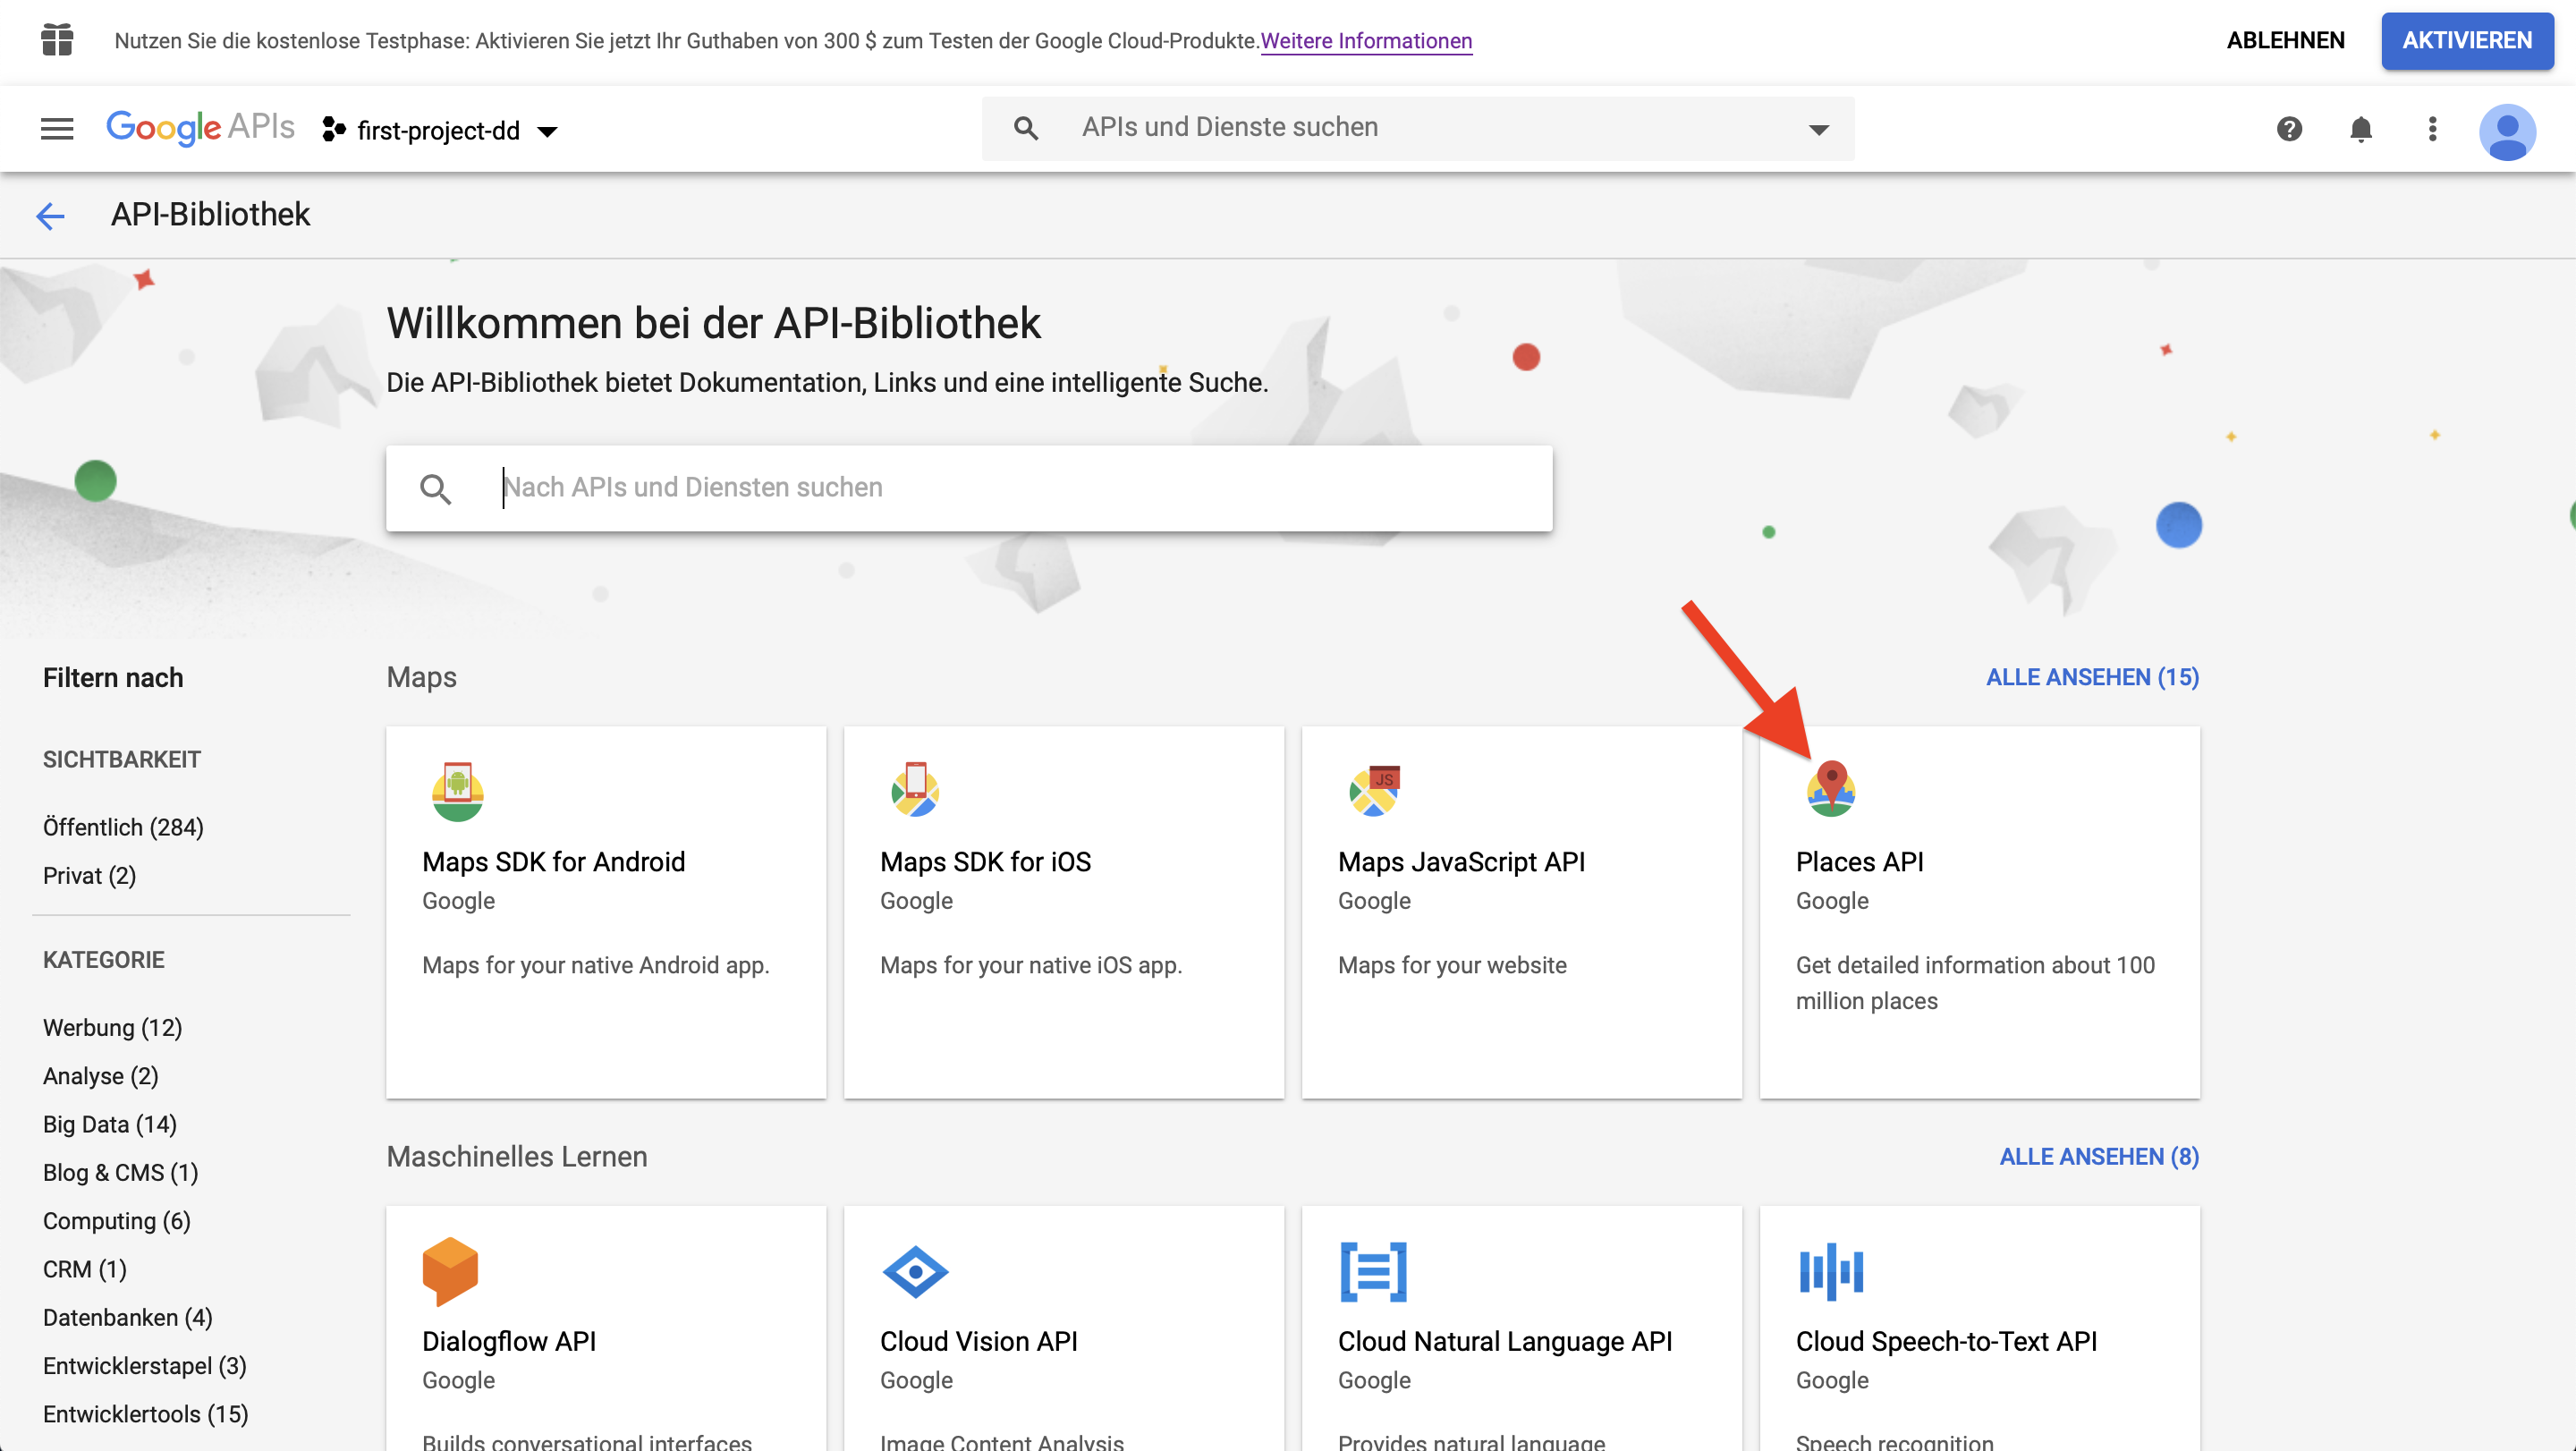 Nutzen Sie die kostenlose Testphase: Aktivieren Sie jetzt Ihr Guthaben von 300 $ zum Testen der Google Cloud-Produkte.Weitere Informationen
ABLEHNEN
AKTIVIEREN
Google APIs
first-project-dd
APIs und Dienste suchen
API-Bibliothek
Willkommen bei der API-Bibliothek
Die API-Bibliothek bietet Dokumentation, Links und eine intelligente Suche.
Nach APIs und Diensten suchen
Filtern nach
SICHTBARKEIT
Öffentlich (284)
Privat (2)
KATEGORIE
Werbung (12)
Analyse (2)
Big Data (14)
Blog & CMS (1)
Computing (6)
CRM (1)
Datenbanken (4)
Entwicklerstapel (3)
Entwicklertools (15)
Maps
ALLE ANSEHEN (15)
Maps SDK for Android
Google
Maps for your native Android app.
Maps SDK for iOS
Google
Maps for your native iOS app.
JS
Maps JavaScript API
Google
Maps for your website
Places API
Google
Get detailed information about 100
million places
Maschinelles Lernen
ALLE ANSEHEN (8)
Dialogflow API
Google
Builds conversational interfaces
Cloud Vision API
Google
Image Content Analysis
Cloud Natural Language API
Google
Provides natural language
Cloud Speech-to-Text API
Google
Speech recognition